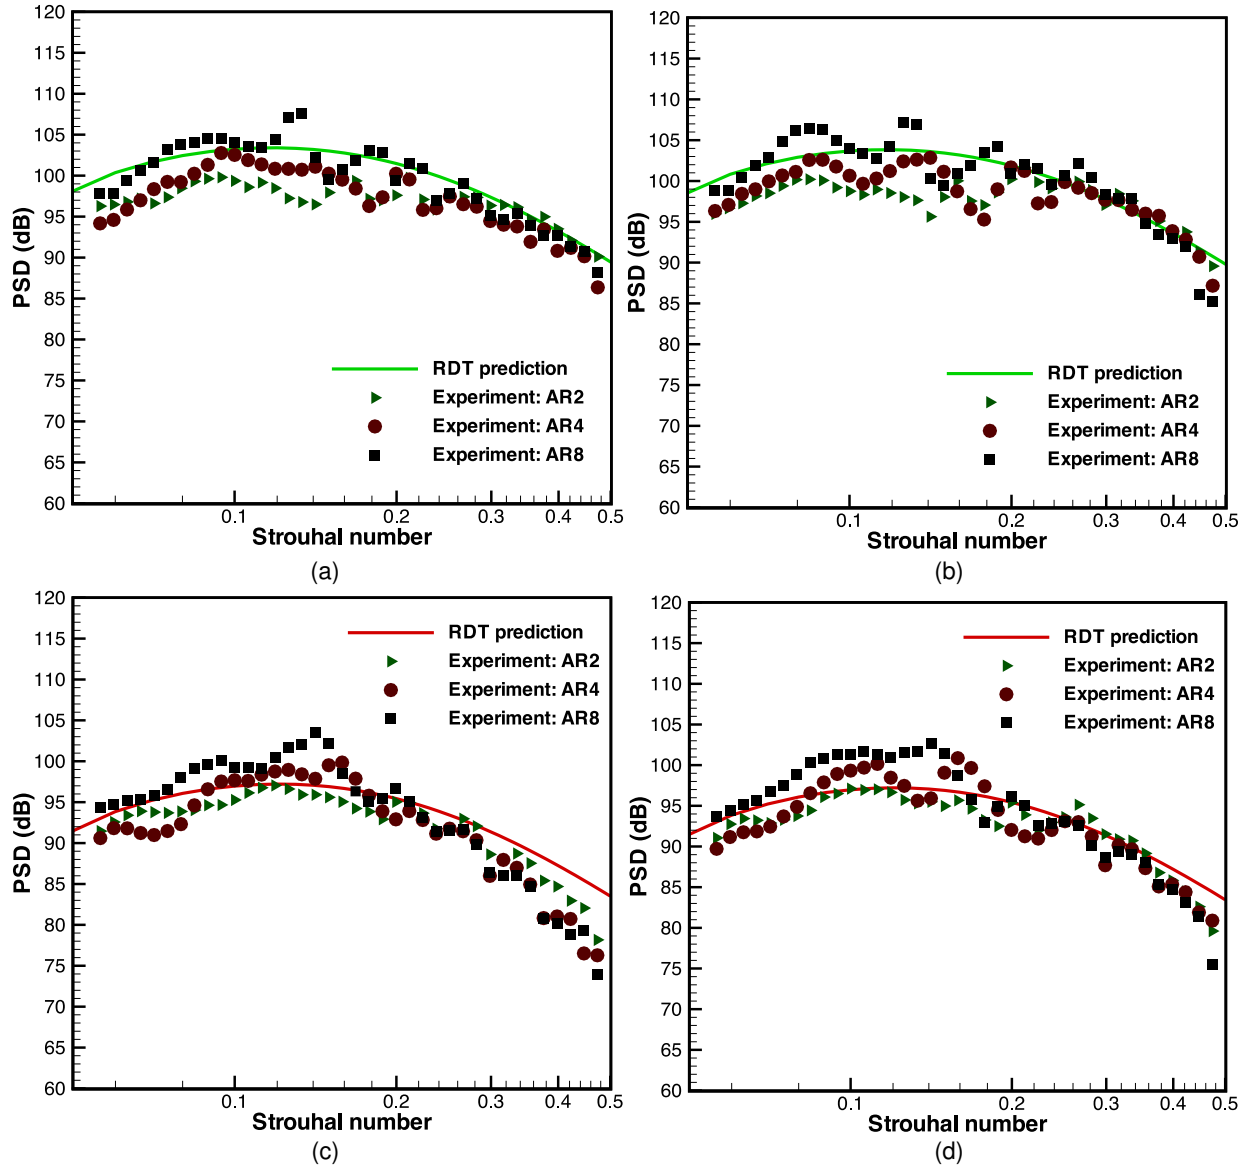 120
115
110
105
100
95
90
85
80
75
70
65
60
PSD (dB)
RDT prediction
Experiment: AR2
Experiment: AR4
Experiment: AR8
0.1
0.2
0.3
0.4
0.5
Strouhal number
(a)
120
115
110
105
100
95
90
85
80
75
70
65
60
PSD (dB)
RDT prediction
Experiment: AR2
Experiment: AR4
Experiment: AR8
0.1
0.2
0.3
0.4
0.5
Strouhal number
(b)
120
115
110
105
100
95
90
85
80
75
70
65
60
PSD (dB)
RDT prediction
Experiment: AR2
Experiment: AR4
Experiment: AR8
0.1
0.2
0.3
0.4
0.5
Strouhal number
(c)
120
115
110
105
100
95
90
85
80
75
70
65
60
PSD (dB)
RDT prediction
Experiment: AR2
Experiment: AR4
Experiment: AR8
0.1
0.2
0.3
0.4
0.5
Strouhal number
(d)